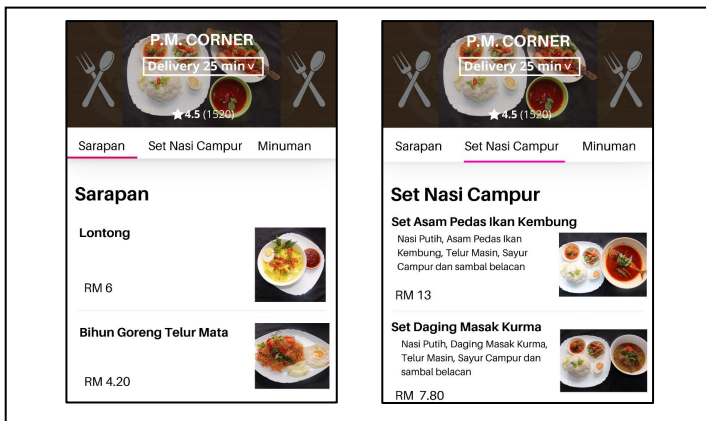 P.M. CORNER
Delivery 25 min ˅
★4.5 (1520)
Sarapan Set Nasi Campur Minuman
Sarapan
Lontong
RM 6
Bihun Goreng Telur Mata
RM 4.20
P.M. CORNER
Delivery 25 min ˅
★4.5 (1520)
Sarapan Set Nasi Campur Minuman
Set Nasi Campur
Set Asam Pedas Ikan Kembung
Nasi Putih, Asam Pedas Ikan
Kembung, Telur Masin, Sayur
Campur dan sambal belacan
RM 13
Set Daging Masak Kurma
Nasi Putih, Daging Masak Kurma,
Telur Masin, Sayur Campur dan
sambal belacan
RM 7.80